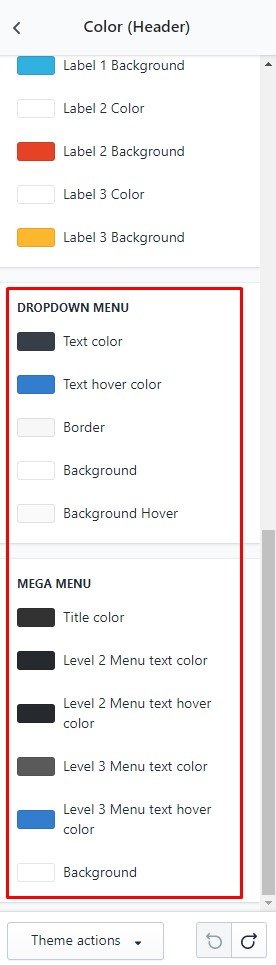 Color (Header)
Label 1 Background
Label 2 Color
Label 2 Background
Label 3 Color
Label 3 Background
DROPDOWN MENU
Text color
Text hover color
Border
Background
Background Hover
MEGA MENU
Title color
Level 2 Menu text color
Level 2 Menu text hover
color
Level 3 Menu text color
Level 3 Menu text hover
color
Background
Theme actions